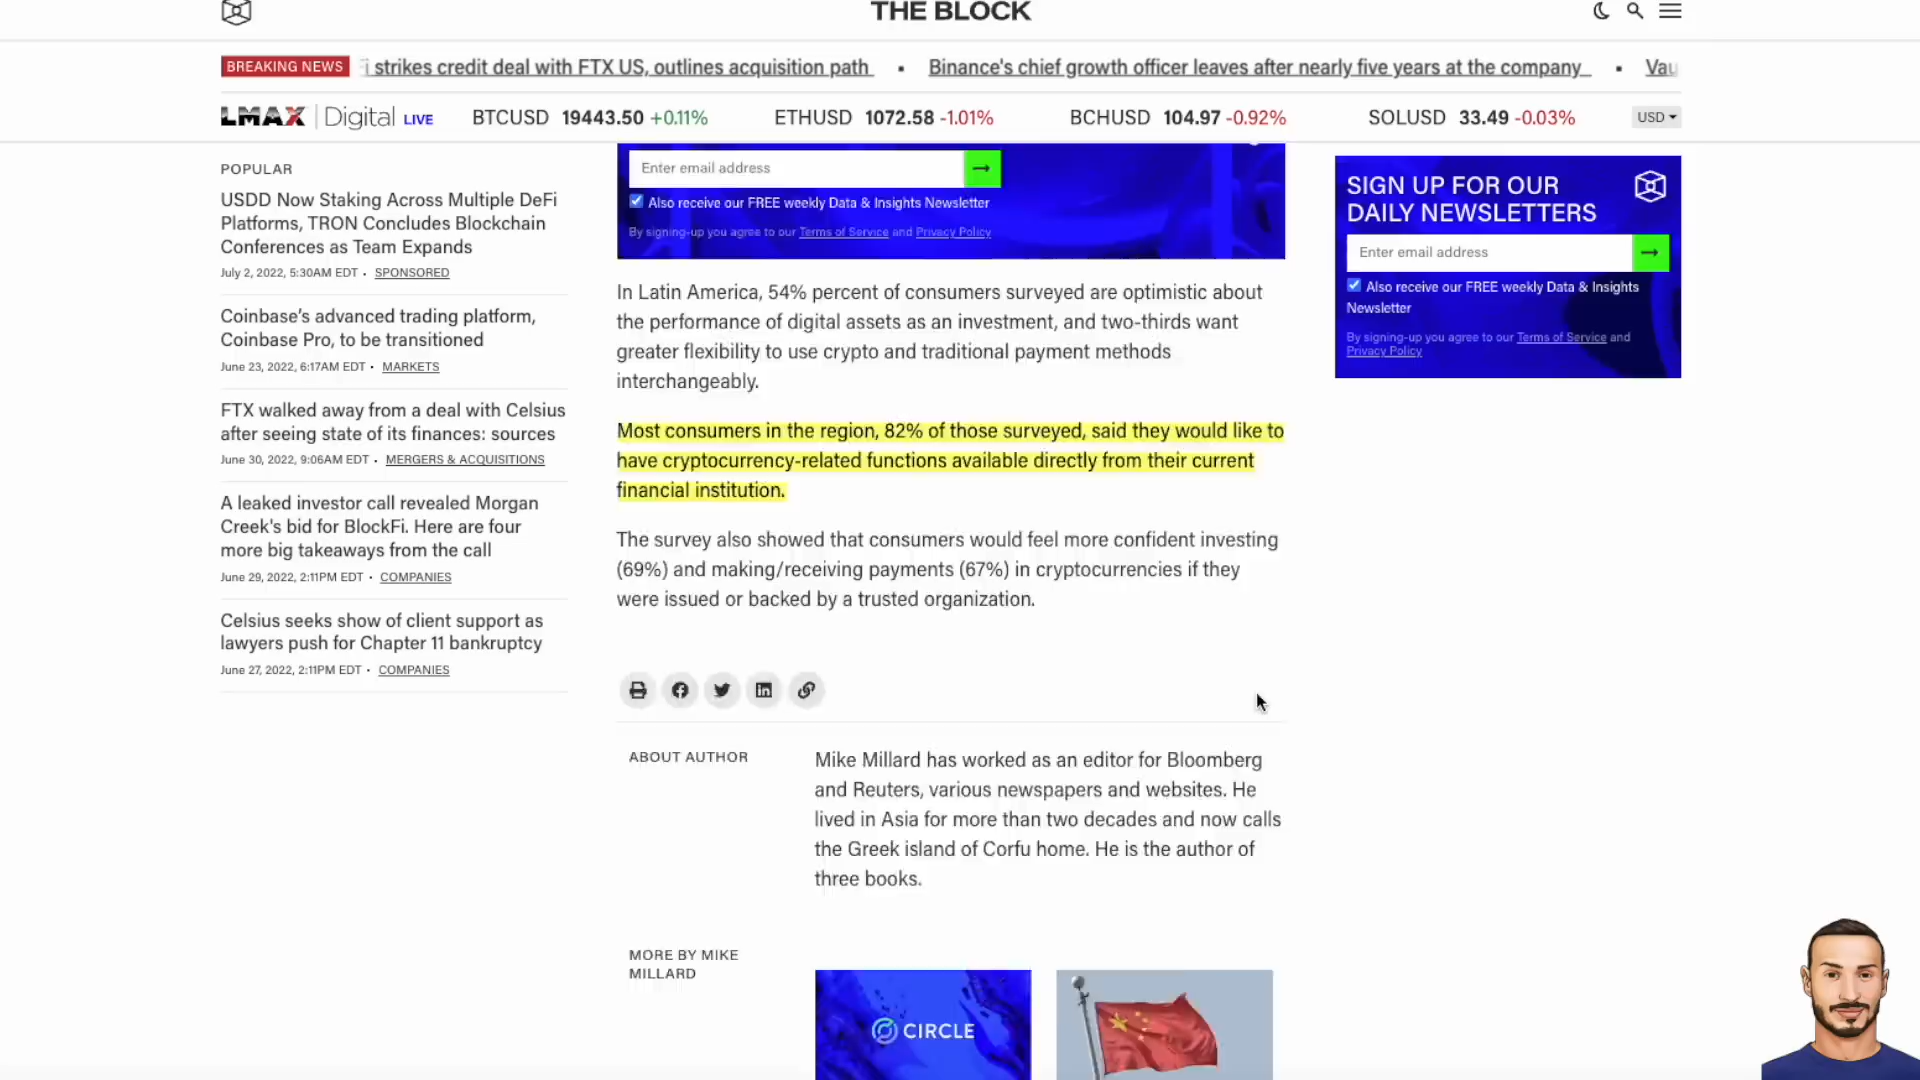 THE BLOCK
BREAKING NEWS
i strikes credit deal with FTX US, outlines acquisition path ▪ Binance's chief growth officer leaves after nearly five years at the company ▪ Vau
LMAX | Digital LIVE BTCUSD 19443.50 +0.11% ETHUSD 1072.58 -1.01% BCHUSD 104.97 -0.92% SOLUSD 33.49 -0.03% USD
POPULAR
USDD Now Staking Across Multiple DeFi
Platforms, TRON Concludes Blockchain
Conferences as Team Expands
July 2, 2022, 5:30AM EDT • SPONSORED
Coinbase's advanced trading platform,
Coinbase Pro, to be transitioned
June 23, 2022, 6:17AM EDT • MARKETS
FTX walked away from a deal with Celsius
after seeing state of its finances: sources
June 30, 2022, 9:06AM EDT • MERGERS & ACQUISITIONS
A leaked investor call revealed Morgan
Creek's bid for BlockFi. Here are four
more big takeaways from the call
June 29, 2022, 2:11PM EDT • COMPANIES
Celsius seeks show of client support as
lawyers push for Chapter 11 bankruptcy
June 27, 2022, 2:11PM EDT • COMPANIES
Enter email address →
Also receive our FREE weekly Data & Insights Newsletter
By signing-up you agree to our Terms of Service and Privacy Policy
In Latin America, 54% percent of consumers surveyed are optimistic about
the performance of digital assets as an investment, and two-thirds want
greater flexibility to use crypto and traditional payment methods
interchangeably.
Most consumers in the region, 82% of those surveyed, said they would like to
have cryptocurrency-related functions available directly from their current
financial institution.
The survey also showed that consumers would feel more confident investing
(69%) and making/receiving payments (67%) in cryptocurrencies if they
were issued or backed by a trusted organization.
ABOUT AUTHOR
Mike Millard has worked as an editor for Bloomberg
and Reuters, various newspapers and websites. He
lived in Asia for more than two decades and now calls
the Greek island of Corfu home. He is the author of
three books.
MORE BY MIKE
MILLARD
CIRCLE
SIGN UP FOR OUR
DAILY NEWSLETTERS
Enter email address →
Also receive our FREE weekly Data & Insights
Newsletter
By signing-up you agree to our Terms of Service and
Privacy Policy